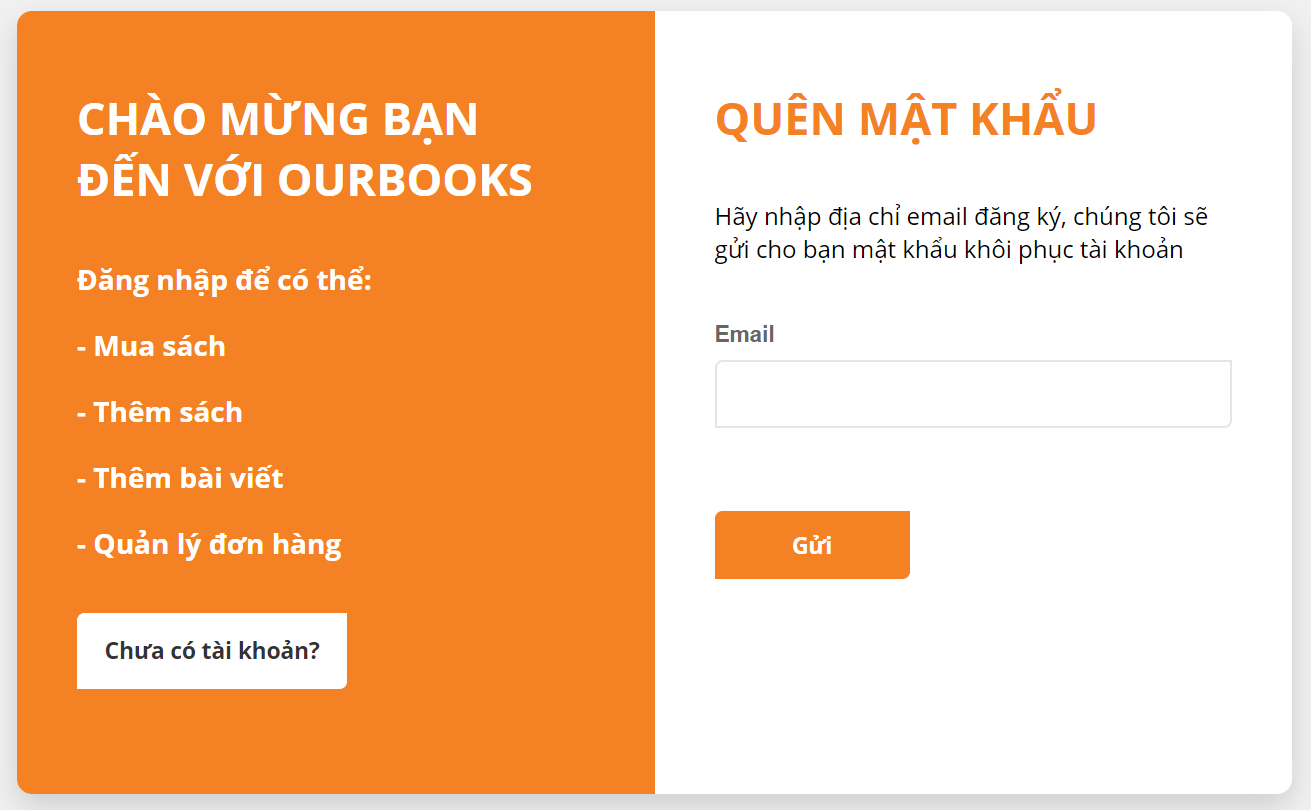 CHÀO MỪNG BẠN
ĐẾN VỚI OURBOOKS
Đăng nhập để có thể:
- Mua sách
- Thêm sách
- Thêm bài viết
- Quản lý đơn hàng
Chưa có tài khoản?
QUÊN MẬT KHẨU
Hãy nhập địa chỉ email đăng ký, chúng tôi sẽ
gửi cho bạn mật khẩu khôi phục tài khoản
Email
Gửi